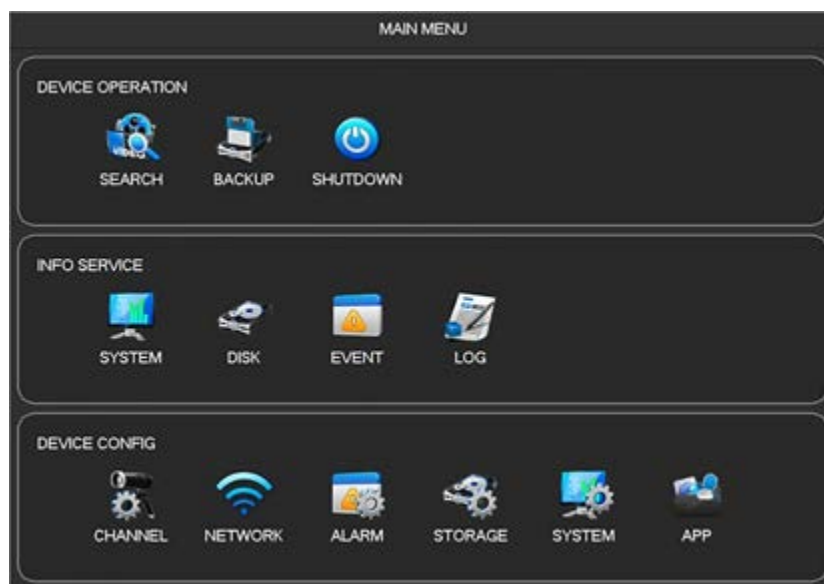 MAIN MENU
DEVICE OPERATION
VIDEO
SEARCH BACKUP SHUTDOWN
INFO SERVICE
SYSTEM DISK EVENT LOG
DEVICE CONFIG
CHANNEL NETWORK ALARM STORAGE SYSTEM APP